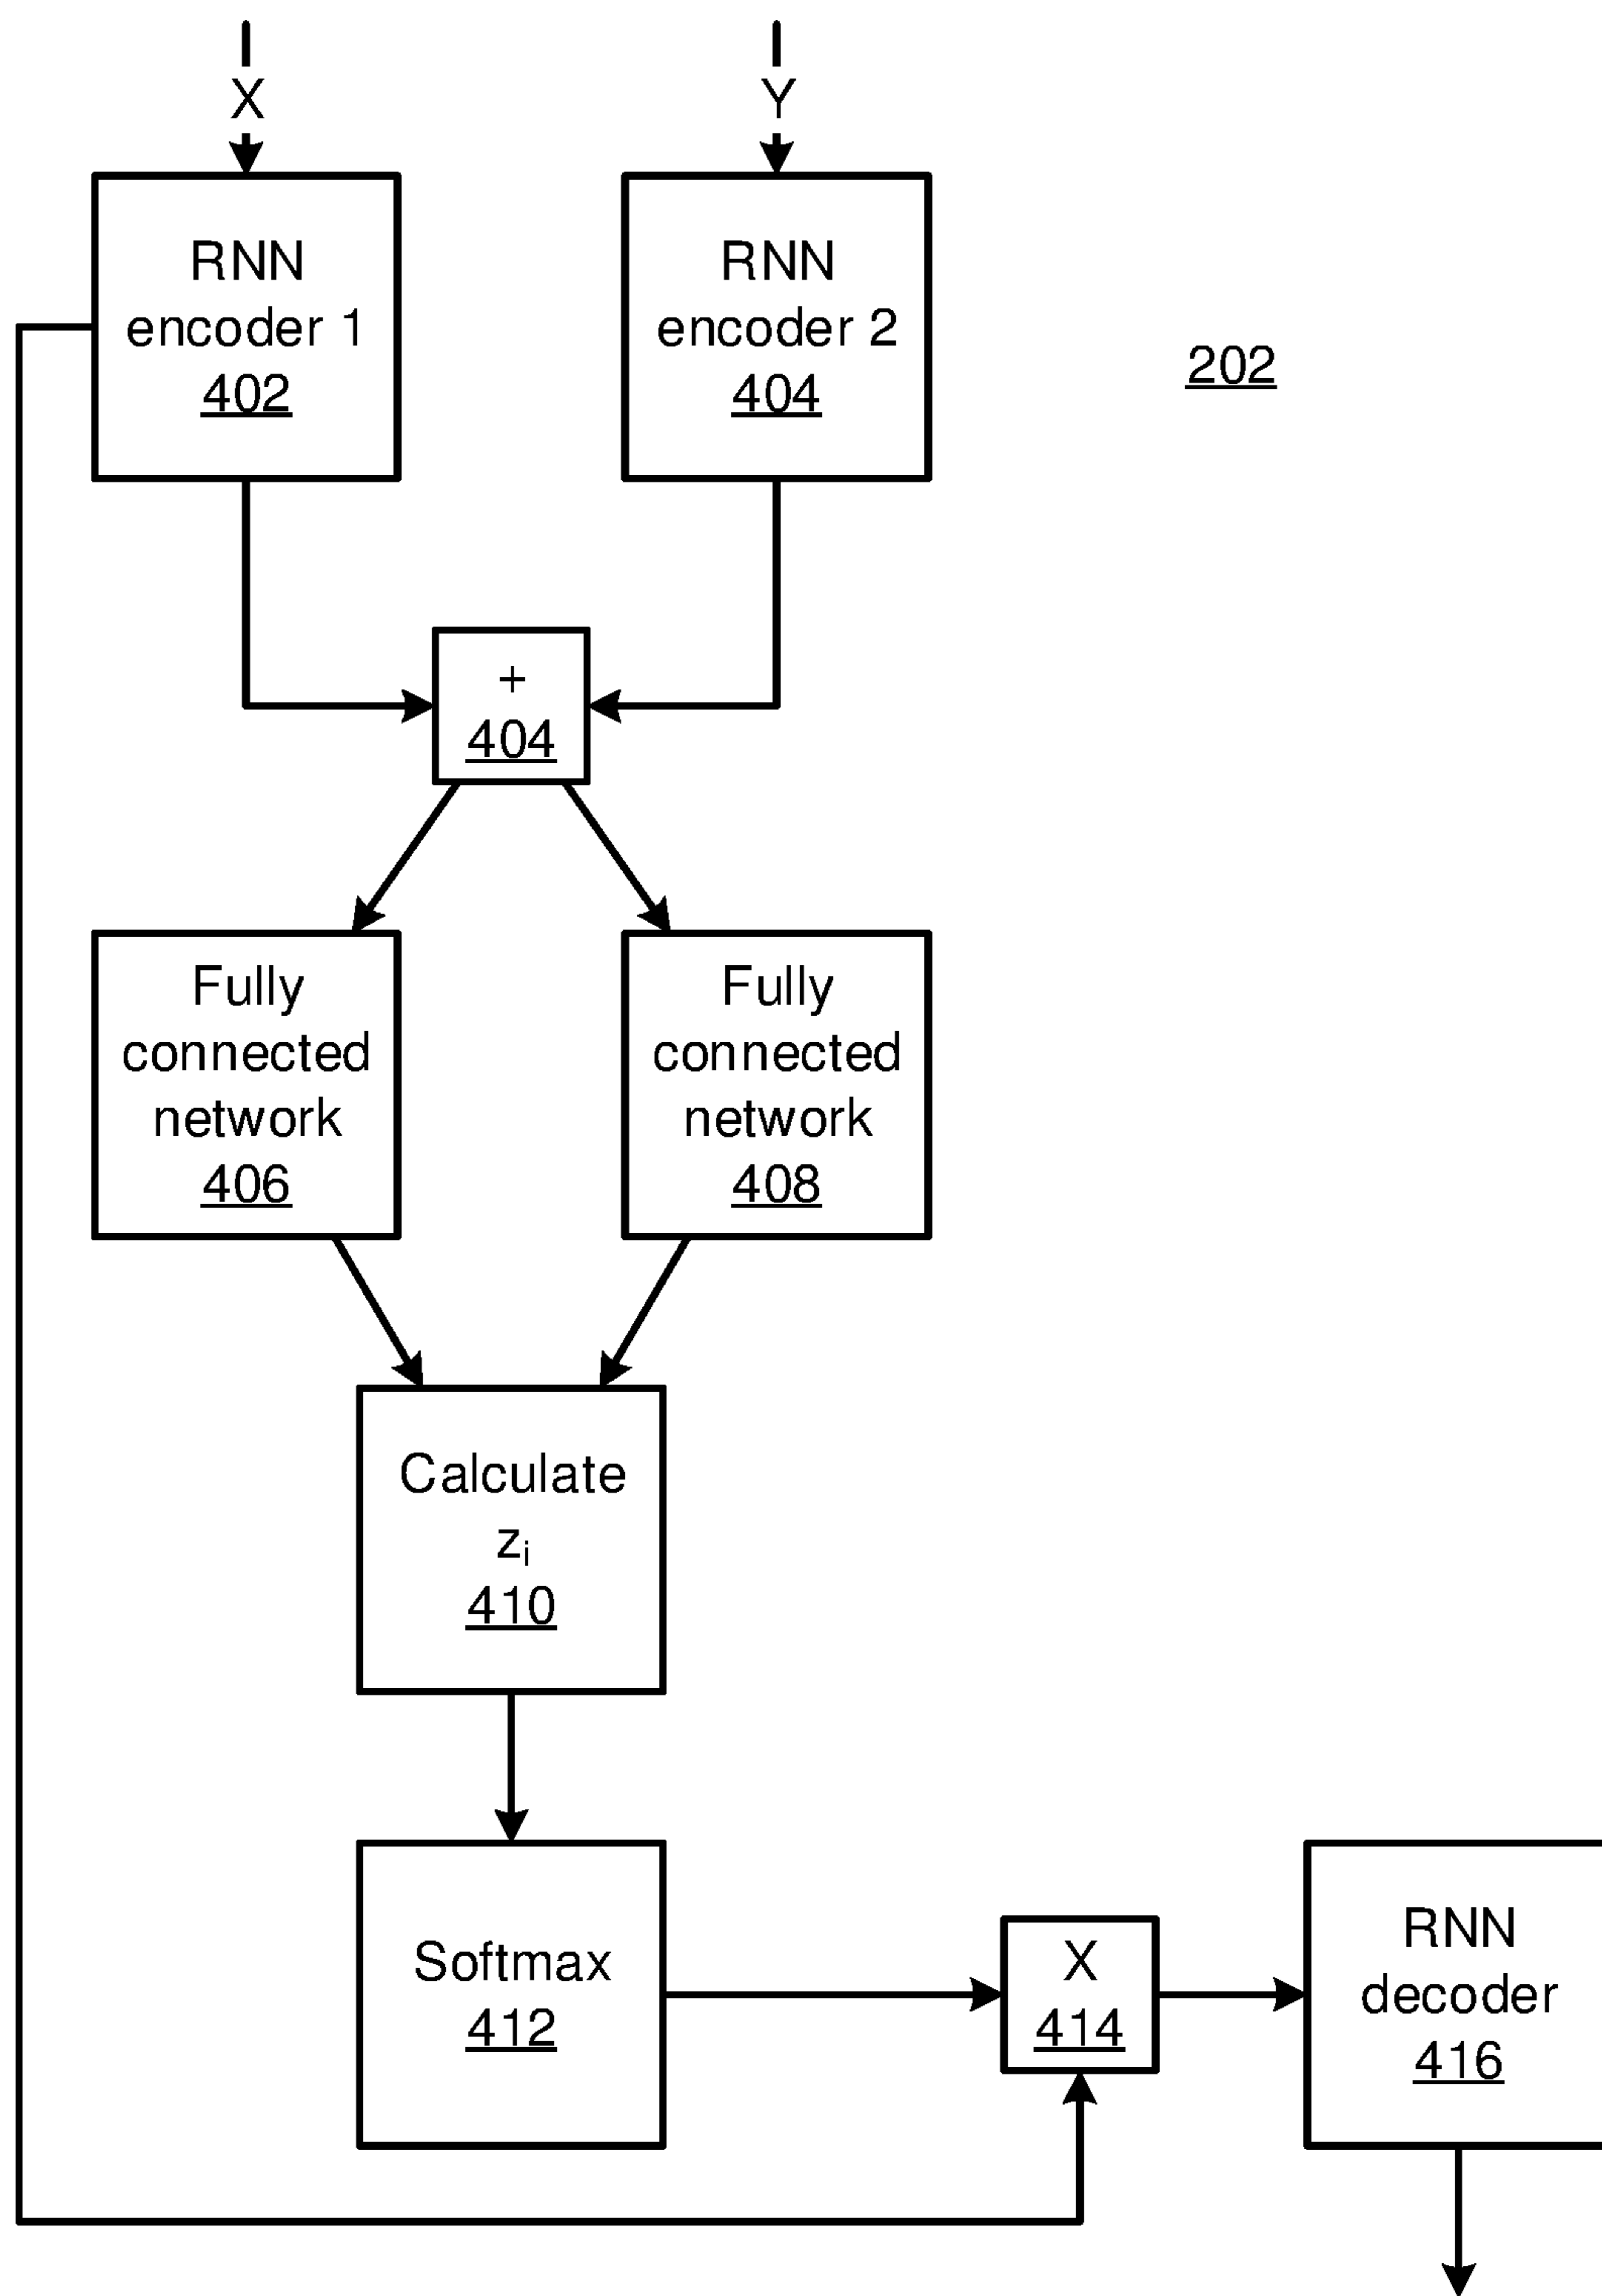 X
Y
RNN
encoder 1
402
RNN
encoder 2
404
202
+
404
Fully
connected
network
406
Fully
connected
network
408
Calculate
zᵢ
410
Softmax
412
X
414
RNN
decoder
416